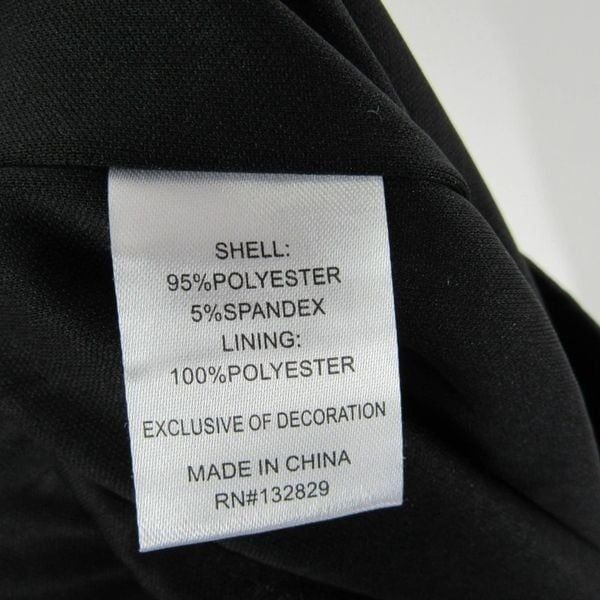 SHELL:
95%POLYESTER
5%SPANDEX
LINING:
100%POLYESTER
EXCLUSIVE OF DECORATION
MADE IN CHINA
RN#132829